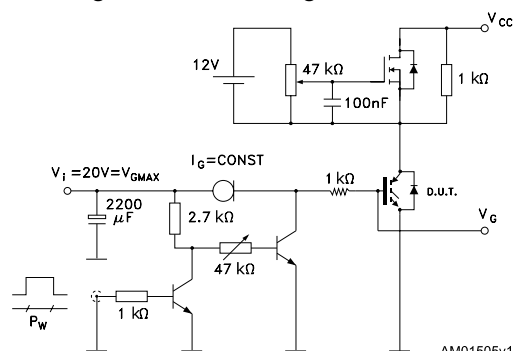 V_CC
12V
47 kΩ
1 kΩ
100nF
I_G=CONST
V_i =20V=V_GMAX
1 kΩ
D.U.T.
2200
μF
2.7 kΩ
V_G
47 kΩ
1 kΩ
P_W